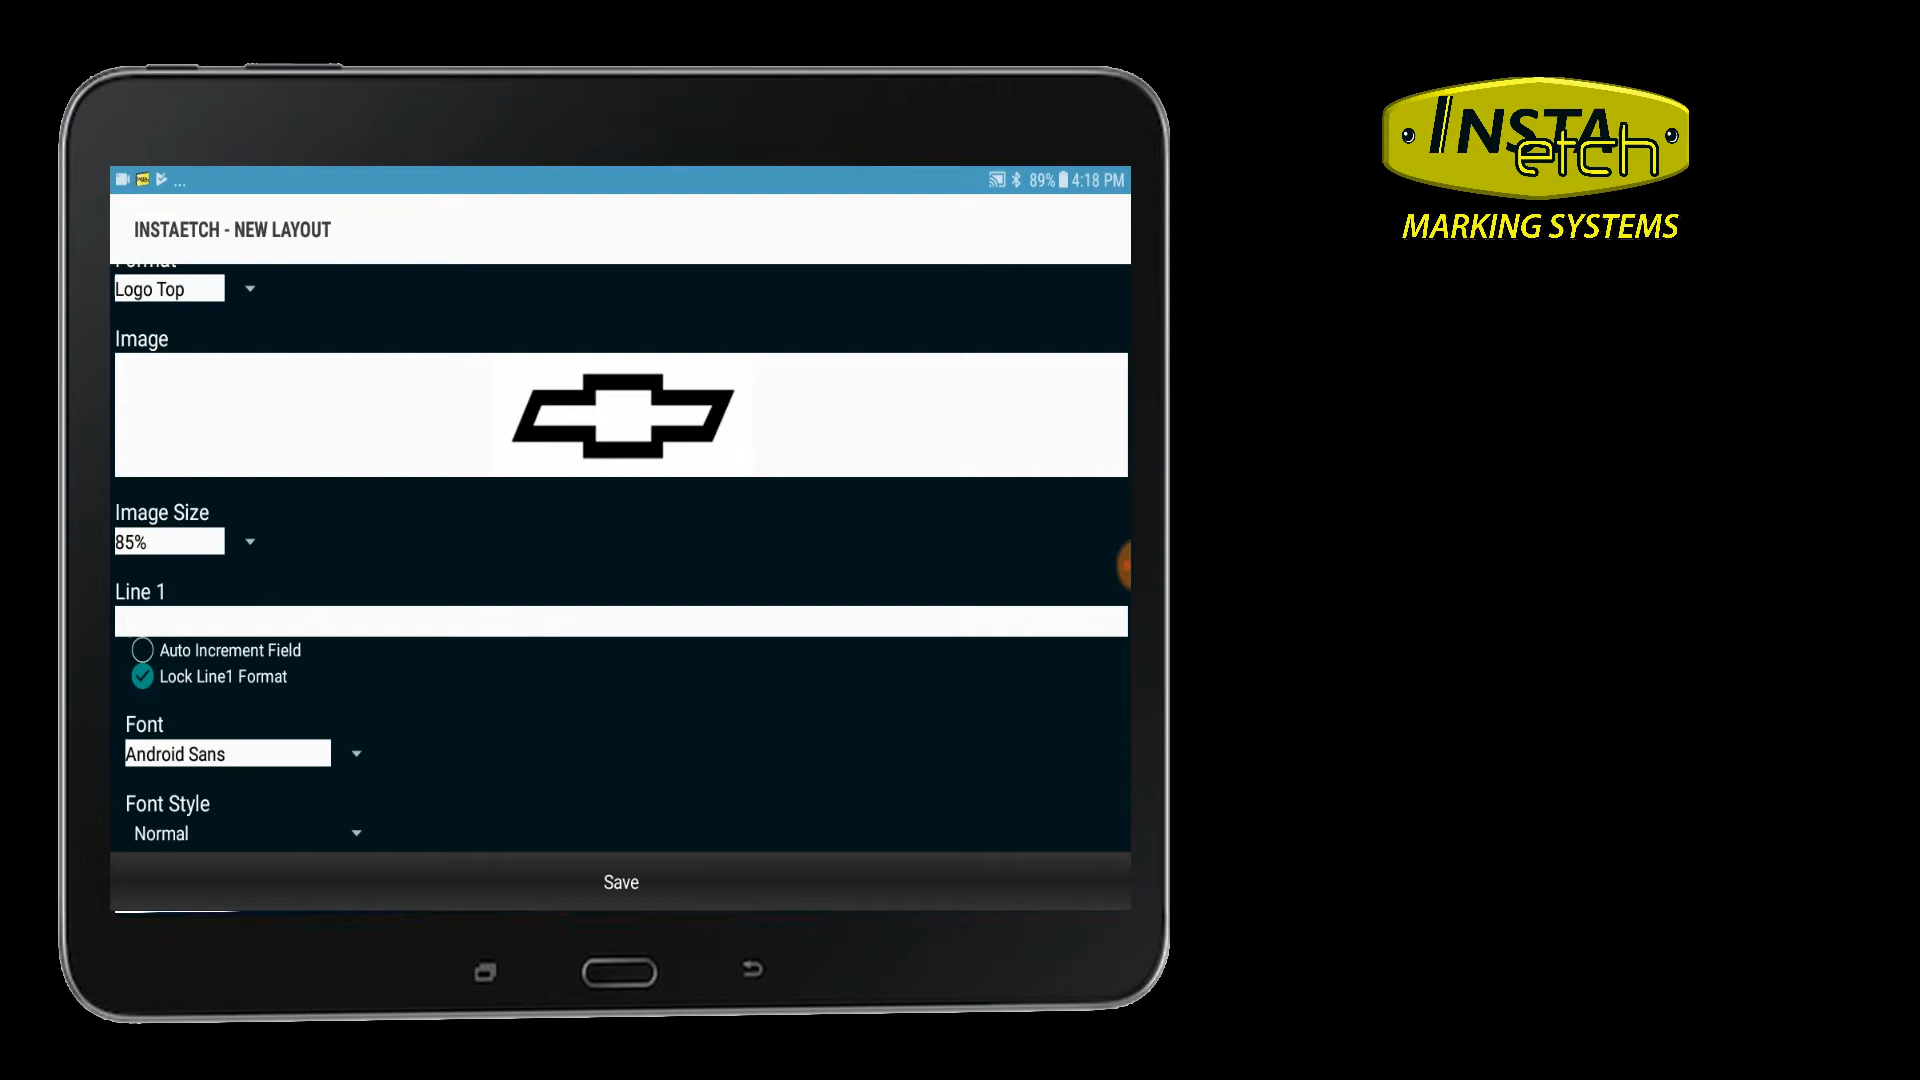 INSTA
etch
MARKING SYSTEMS
... 89% 4:18 PM
INSTAETCH - NEW LAYOUT
Format
Logo Top
Image
Image Size
85%
Line 1
Auto Increment Field
Lock Line1 Format
Font
Android Sans
Font Style
Normal
Save